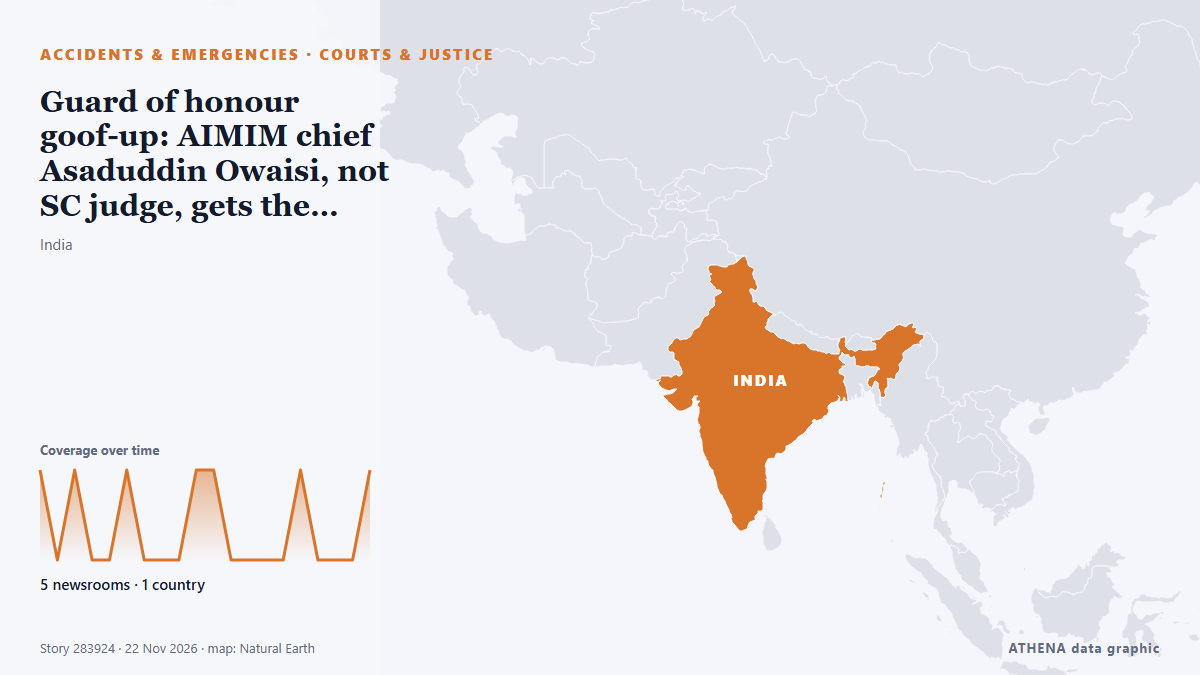 ACCIDENTS & EMERGENCIES · COURTS & JUSTICE
Guard of honour
goof-up: AIMIM chief
Asaduddin Owaisi, not
SC judge, gets the...
India
INDIA
Coverage over time
5 newsrooms · 1 country
Story 283924 · 22 Nov 2026 · map: Natural Earth
ATHENA data graphic